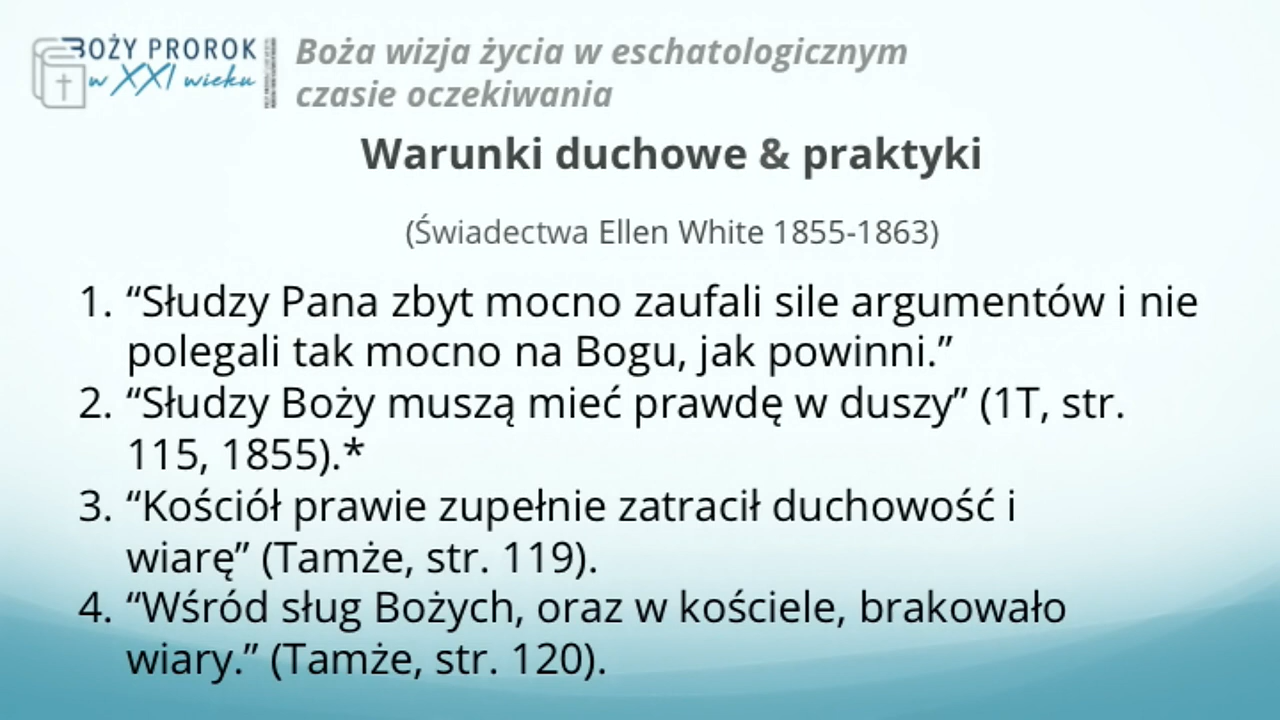 BOŻY PROROK
w XXI wieku
Boża wizja życia w eschatologicznym
czasie oczekiwania
Warunki duchowe & praktyki
(Świadectwa Ellen White 1855-1863)
1. “Słudzy Pana zbyt mocno zaufali sile argumentów i nie
polegali tak mocno na Bogu, jak powinni.”
2. “Słudzy Boży muszą mieć prawdę w duszy” (1T, str.
115, 1855).*
3. “Kościół prawie zupełnie zatracił duchowość i
wiarę” (Tamże, str. 119).
4. “Wśród sług Bożych, oraz w kościele, brakowało
wiary.” (Tamże, str. 120).